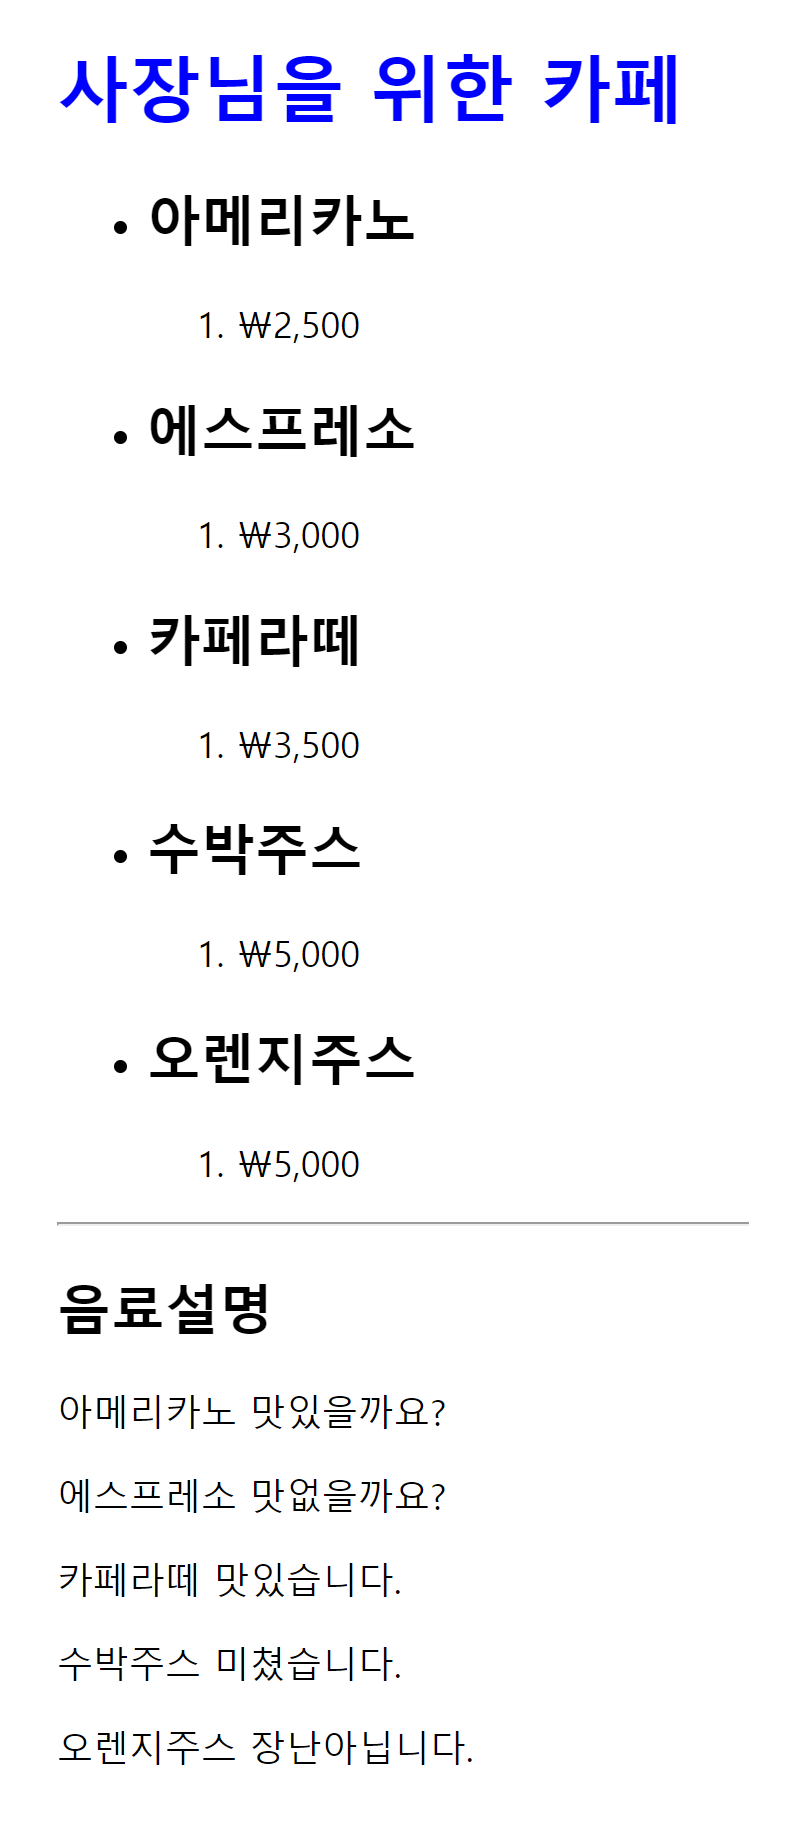 사장님을 위한 카페
• 아메리카노
1. ₩2,500
• 에스프레소
1. ₩3,000
• 카페라떼
1. ₩3,500
• 수박주스
1. ₩5,000
• 오렌지주스
1. ₩5,000
음료설명
아메리카노 맛있을까요?
에스프레소 맛없을까요?
카페라떼 맛있습니다.
수박주스 미쳤습니다.
오렌지주스 장난아닙니다.